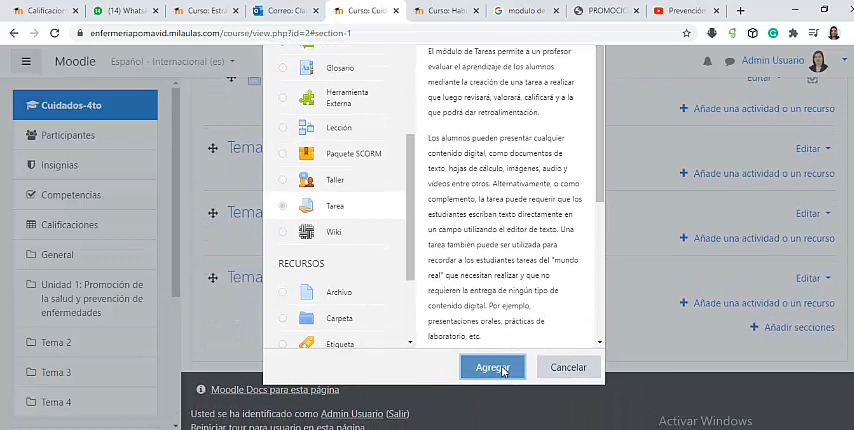 Calificacion
(14) WhatsA
Curso: Estra
Correo: Clau
Curso: Cuid
Curso: Hab
modulo de
PROMOCIO
Prevención
enfermeriapomavid.milaulas.com/course/view.php?id=2#section-1
Moodle
Español - Internacional (es)
Admin Usuario
Cuidados-4to
Participantes
Insignias
Competencias
Calificaciones
General
Unidad 1: Promoción de
la salud y prevención de
enfermedades
Tema 2
Tema 3
Tema 4
Tema
Tema
Tema
Glosario
Herramienta
Externa
Lección
Paquete SCORM
Taller
Tarea
Wiki
RECURSOS
Archivo
Carpeta
Etiqueta
El módulo de Tareas permite a un profesor
evaluar el aprendizaje de los alumnos
mediante la creación de una tarea a realizar
que luego revisará, valorará, calificará y a la
que podrá dar retroalimentación.
Los alumnos pueden presentar cualquier
contenido digital, como documentos de
texto, hojas de cálculo, imágenes, audio y
vídeos entre otros. Alternativamente, o como
complemento, la tarea puede requerir que los
estudiantes escriban texto directamente en
un campo utilizando el editor de texto. Una
tarea también puede ser utilizada para
recordar a los estudiantes tareas del "mundo
real" que necesitan realizar y que no
requieren la entrega de ningún tipo de
contenido digital. Por ejemplo,
presentaciones orales, prácticas de
laboratorio, etc.
Agregar
Cancelar
Editar
Añade una actividad o un recurso
Editar
Añade una actividad o un recurso
Editar
Añade una actividad o un recurso
Editar
Añade una actividad o un recurso
Añadir secciones
Moodle Docs para esta página
Usted se ha identificado como Admin Usuario (Salir)
Reiniciar tour para usuario en esta página
Activar Windows